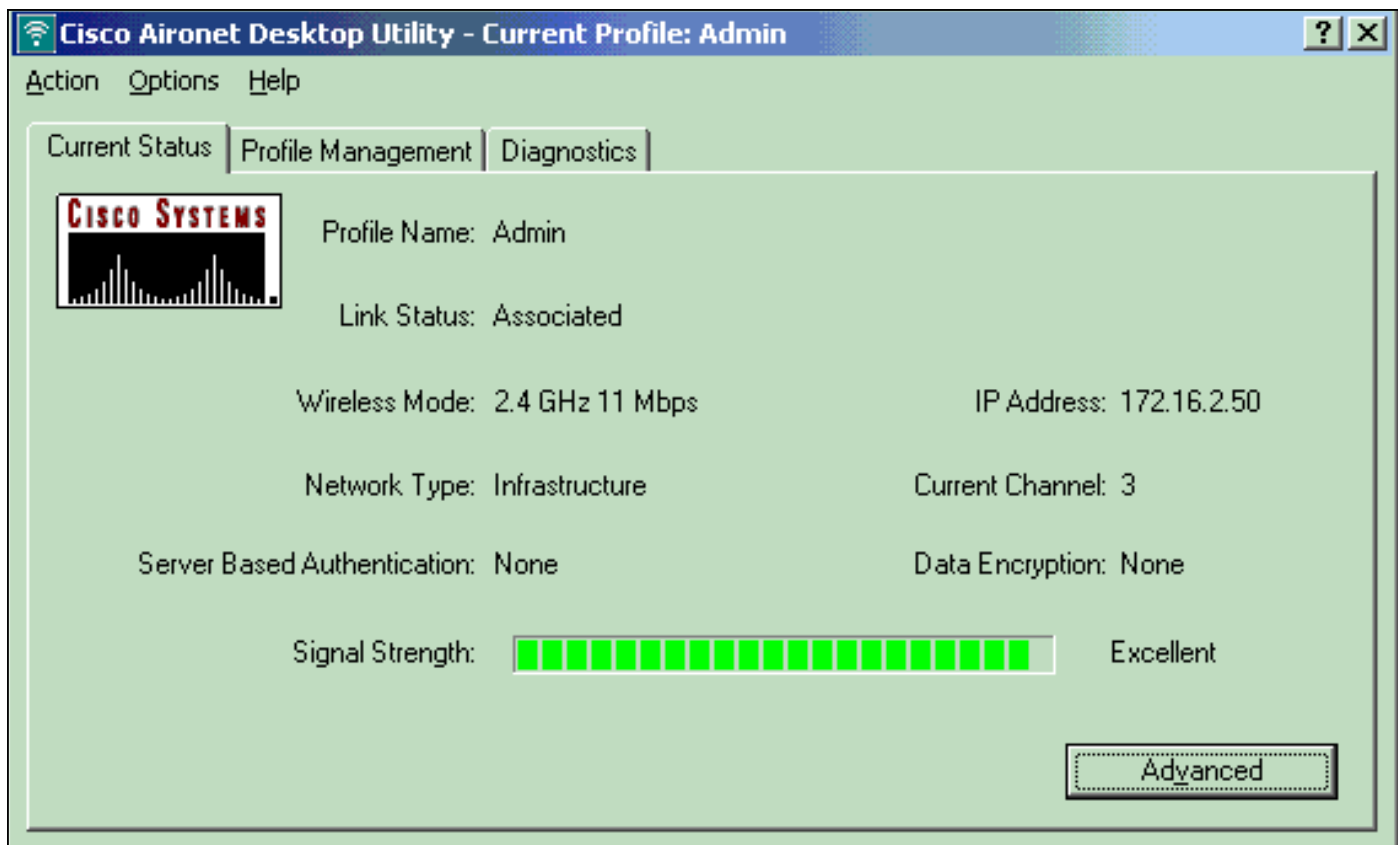 Cisco Aironet Desktop Utility - Current Profile: Admin
? X
Action Options Help
Current Status Profile Management Diagnostics
CISCO SYSTEMS
Profile Name: Admin
Link Status: Associated
Wireless Mode: 2.4 GHz 11 Mbps IP Address: 172.16.2.50
Network Type: Infrastructure Current Channel: 3
Server Based Authentication: None Data Encryption: None
Signal Strength: Excellent
Advanced